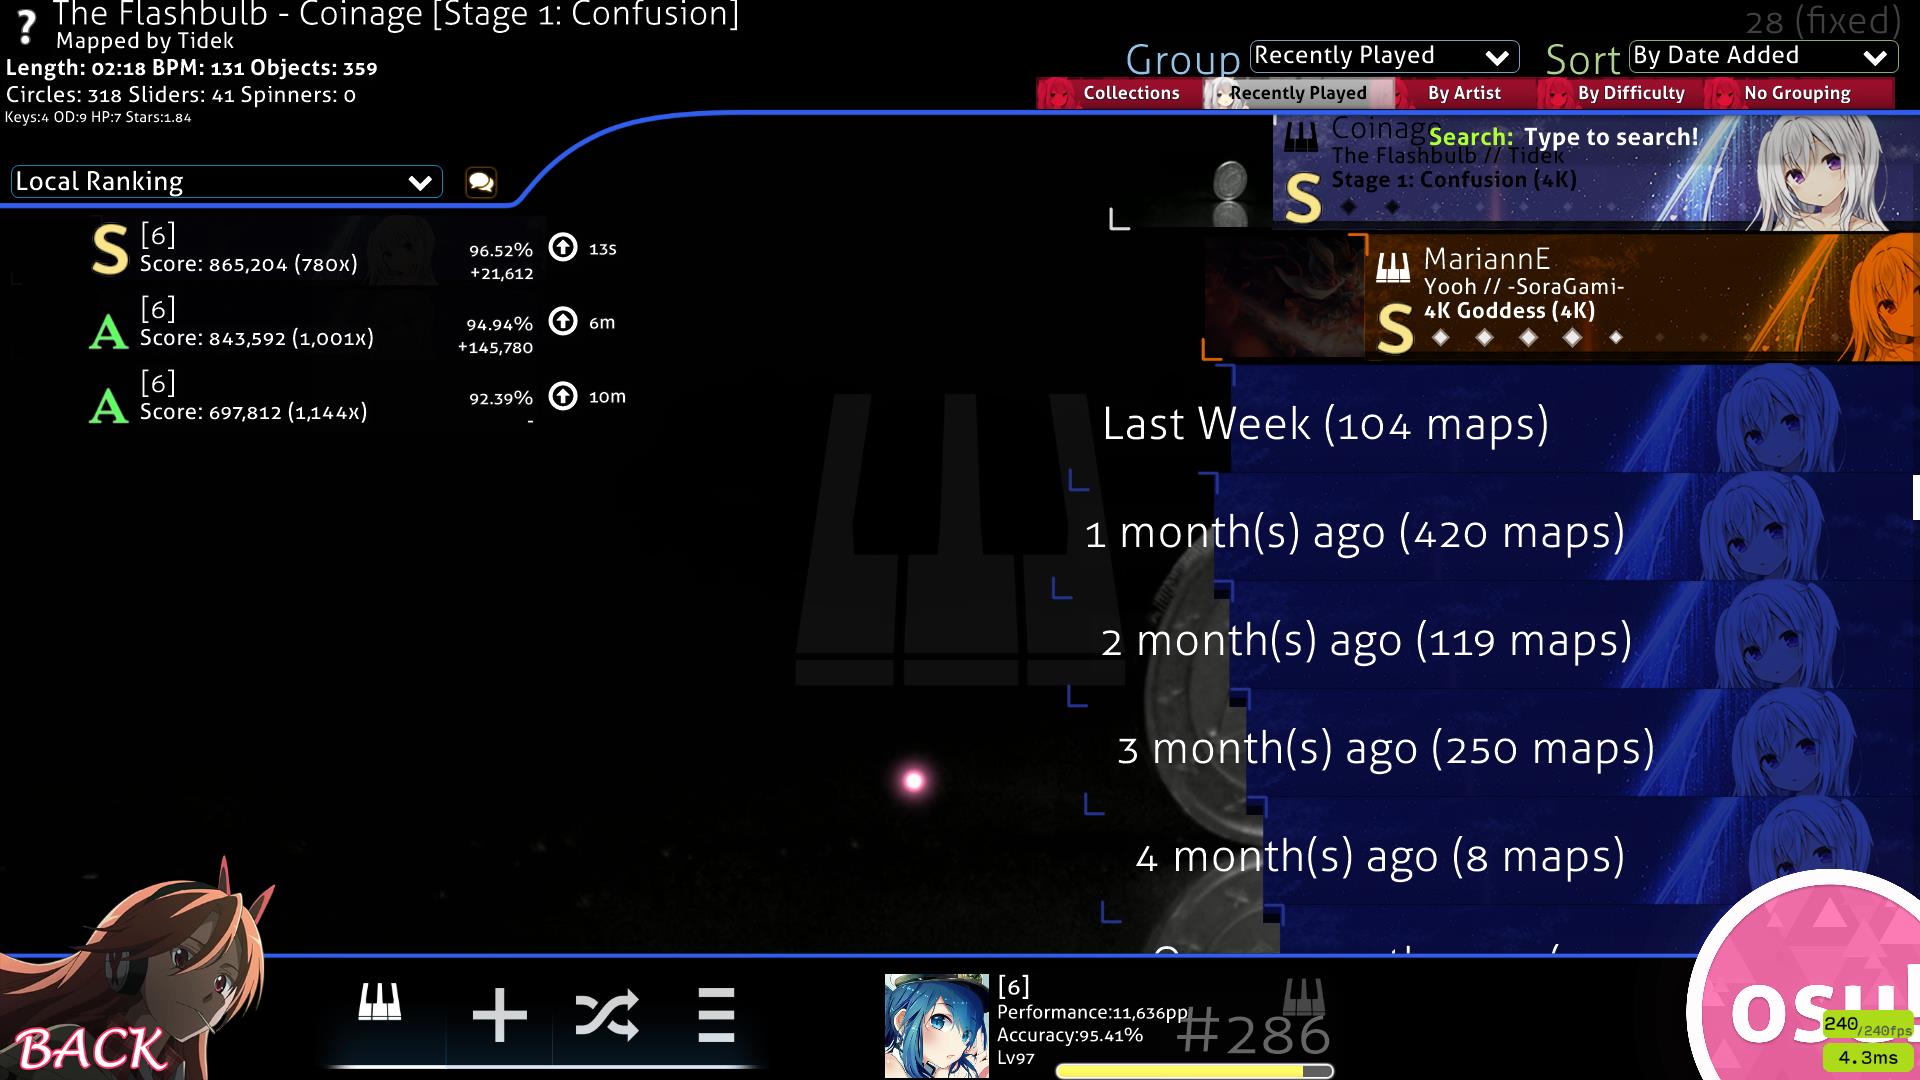 The Flashbulb - Coinage [Stage 1: Confusion]
Mapped by Tidek
Length: 02:18 BPM: 131 Objects: 359
Circles: 318 Sliders: 41 Spinners: 0
Keys:4 OD:9 HP:7 Stars:1.84
28 (fixed)
Group Recently Played Sort By Date Added
Collections Recently Played By Artist By Difficulty No Grouping
Search: Type to search!
Coinage
The Flashbulb // Tidek
Stage 1: Confusion (4K)
S
Local Ranking
S [6]
Score: 865,204 (780x)
96.52% 13s
+21,612
A [6]
Score: 843,592 (1,001x)
94.94% 6m
+145,780
A [6]
Score: 697,812 (1,144x)
92.39% 10m
-
MariannE
Yooh // -SoraGami-
4K Goddess (4K)
S
Last Week (104 maps)
1 month(s) ago (420 maps)
2 month(s) ago (119 maps)
3 month(s) ago (250 maps)
4 month(s) ago (8 maps)
BACK
[6]
Performance:11,636pp
Accuracy:95.41%
Lv97
#286
osu!
240/240fps
4.3ms